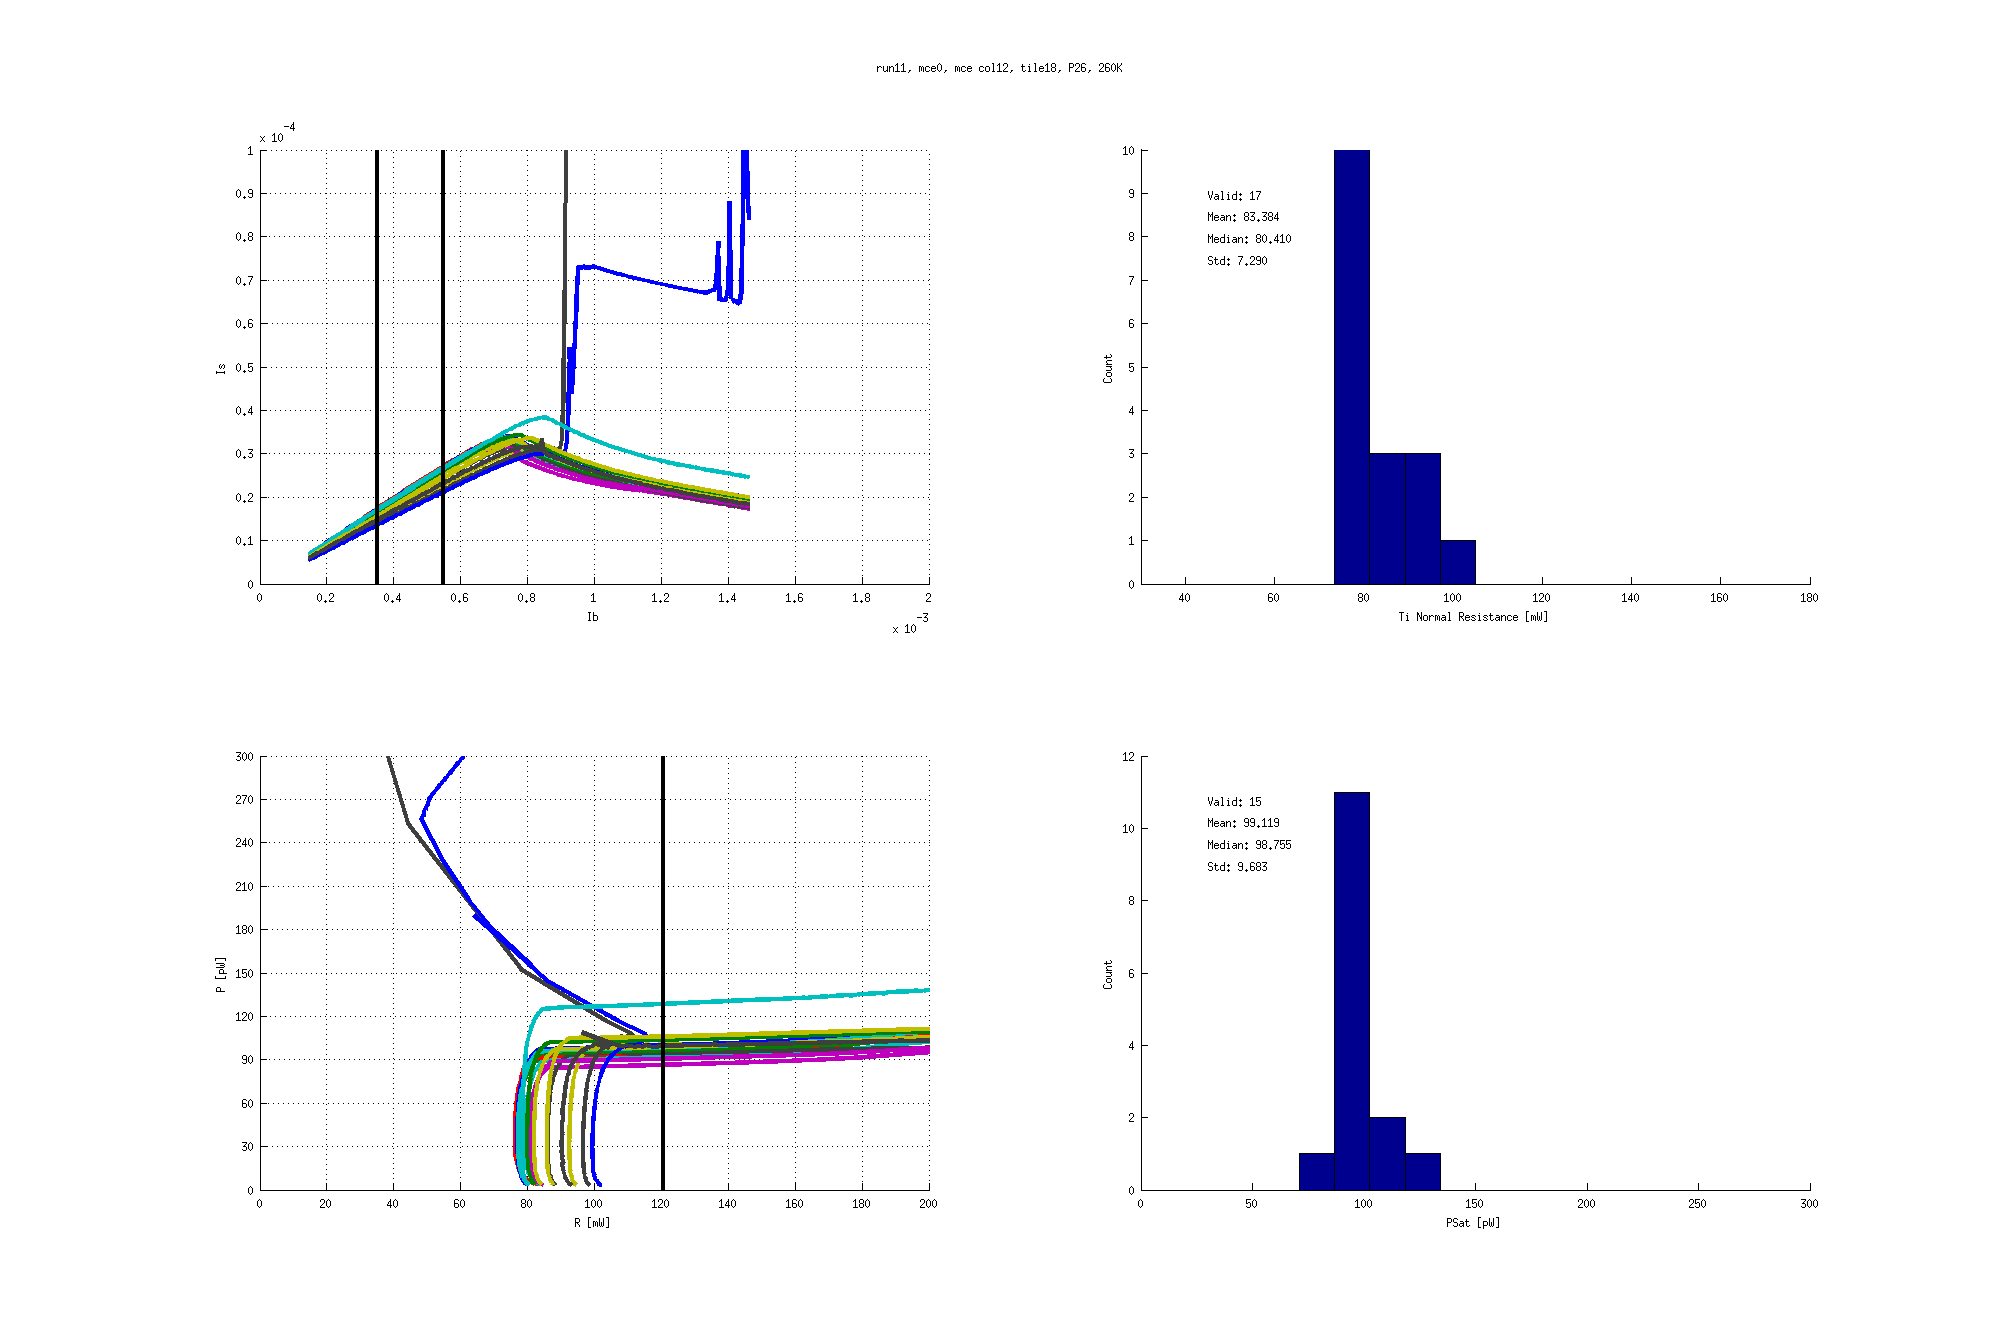 run11, mce0, mce col12, tile18, P26, 260K
x 10 -4
1
0.9
0.8
0.7
0.6
0.5
0.4
0.3
0.2
0.1
0
Is
0 0.2 0.4 0.6 0.8 1 1.2 1.4 1.6 1.8 2
Ib
x 10 -3
10
9
8
7
6
5
4
3
2
1
0
Count
Valid: 17
Mean: 83.384
Median: 80.410
Std: 7.290
40 60 80 100 120 140 160 180
Ti Normal Resistance [mW]
300
270
240
210
180
150
120
90
60
30
0
P [pW]
0 20 40 60 80 100 120 140 160 180 200
R [mW]
12
10
8
6
4
2
0
Count
Valid: 15
Mean: 99.119
Median: 98.755
Std: 9.683
0 50 100 150 200 250 300
PSat [pW]